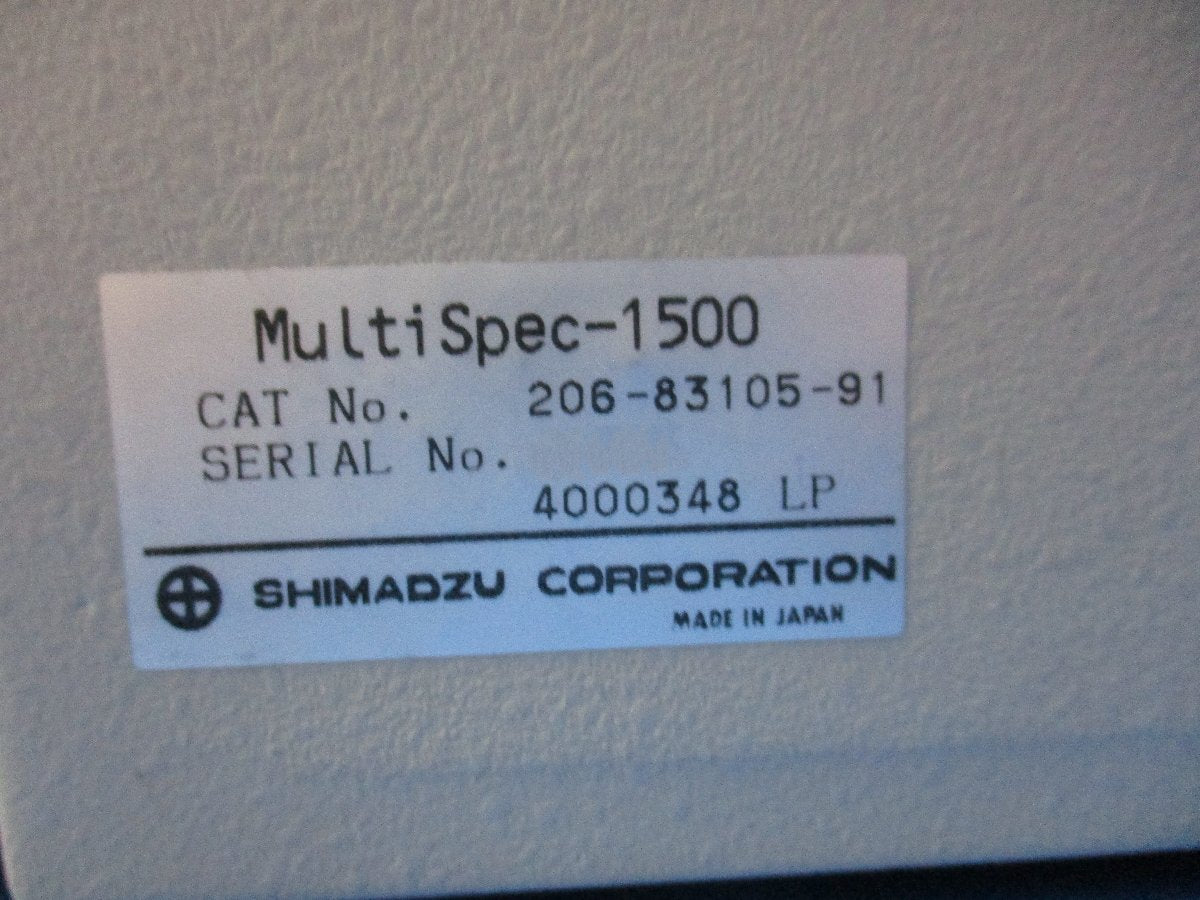 MultiSpec-1500
CAT No. 206-83105-91
SERIAL No.
4000348 LP
SHIMADZU CORPORATION
MADE IN JAPAN